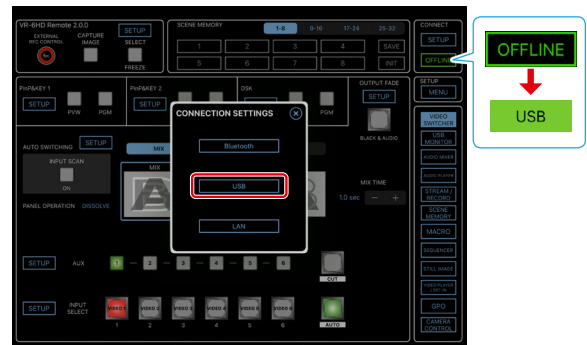 VR-6HD Remote 2.0.0
EXTERNAL
REC CONTROL
CAPTURE
IMAGE
SETUP
SELECT
FREEZE
SCENE MEMORY
1-8
9-16
17-24
25-32
1
2
3
4
SAVE
5
6
7
8
INIT
CONNECT
SETUP
OFFLINE
OFFLINE
USB
PinP&KEY 1
SETUP
PVW
PGM
PinP&KEY 2
SETUP
DSK
PGM
OUTPUT FADE
SETUP
BLACK & AUDIO
SETUP
MENU
VIDEO
SWITCHER
USB
MONITOR
AUDIO MIXER
AUDIO PLAYER
STREAM /
RECORD
SCENE
MEMORY
MACRO
SEQUENCER
STILL IMAGE
VIDEO PLAYER
/ SRT IN
GPO
CAMERA
CONTROL
CONNECTION SETTINGS
Bluetooth
USB
LAN
AUTO SWITCHING
SETUP
INPUT SCAN
ON
PANEL OPERATION
DISSOLVE
MIX
MIX
A
MIX TIME
1.0 sec
−
+
SETUP
AUX
1
2
3
4
5
6
CUT
SETUP
INPUT
SELECT
VIDEO 1
VIDEO 2
VIDEO 3
VIDEO 4
VIDEO 5
VIDEO 6
1
2
3
4
5
6
AUTO